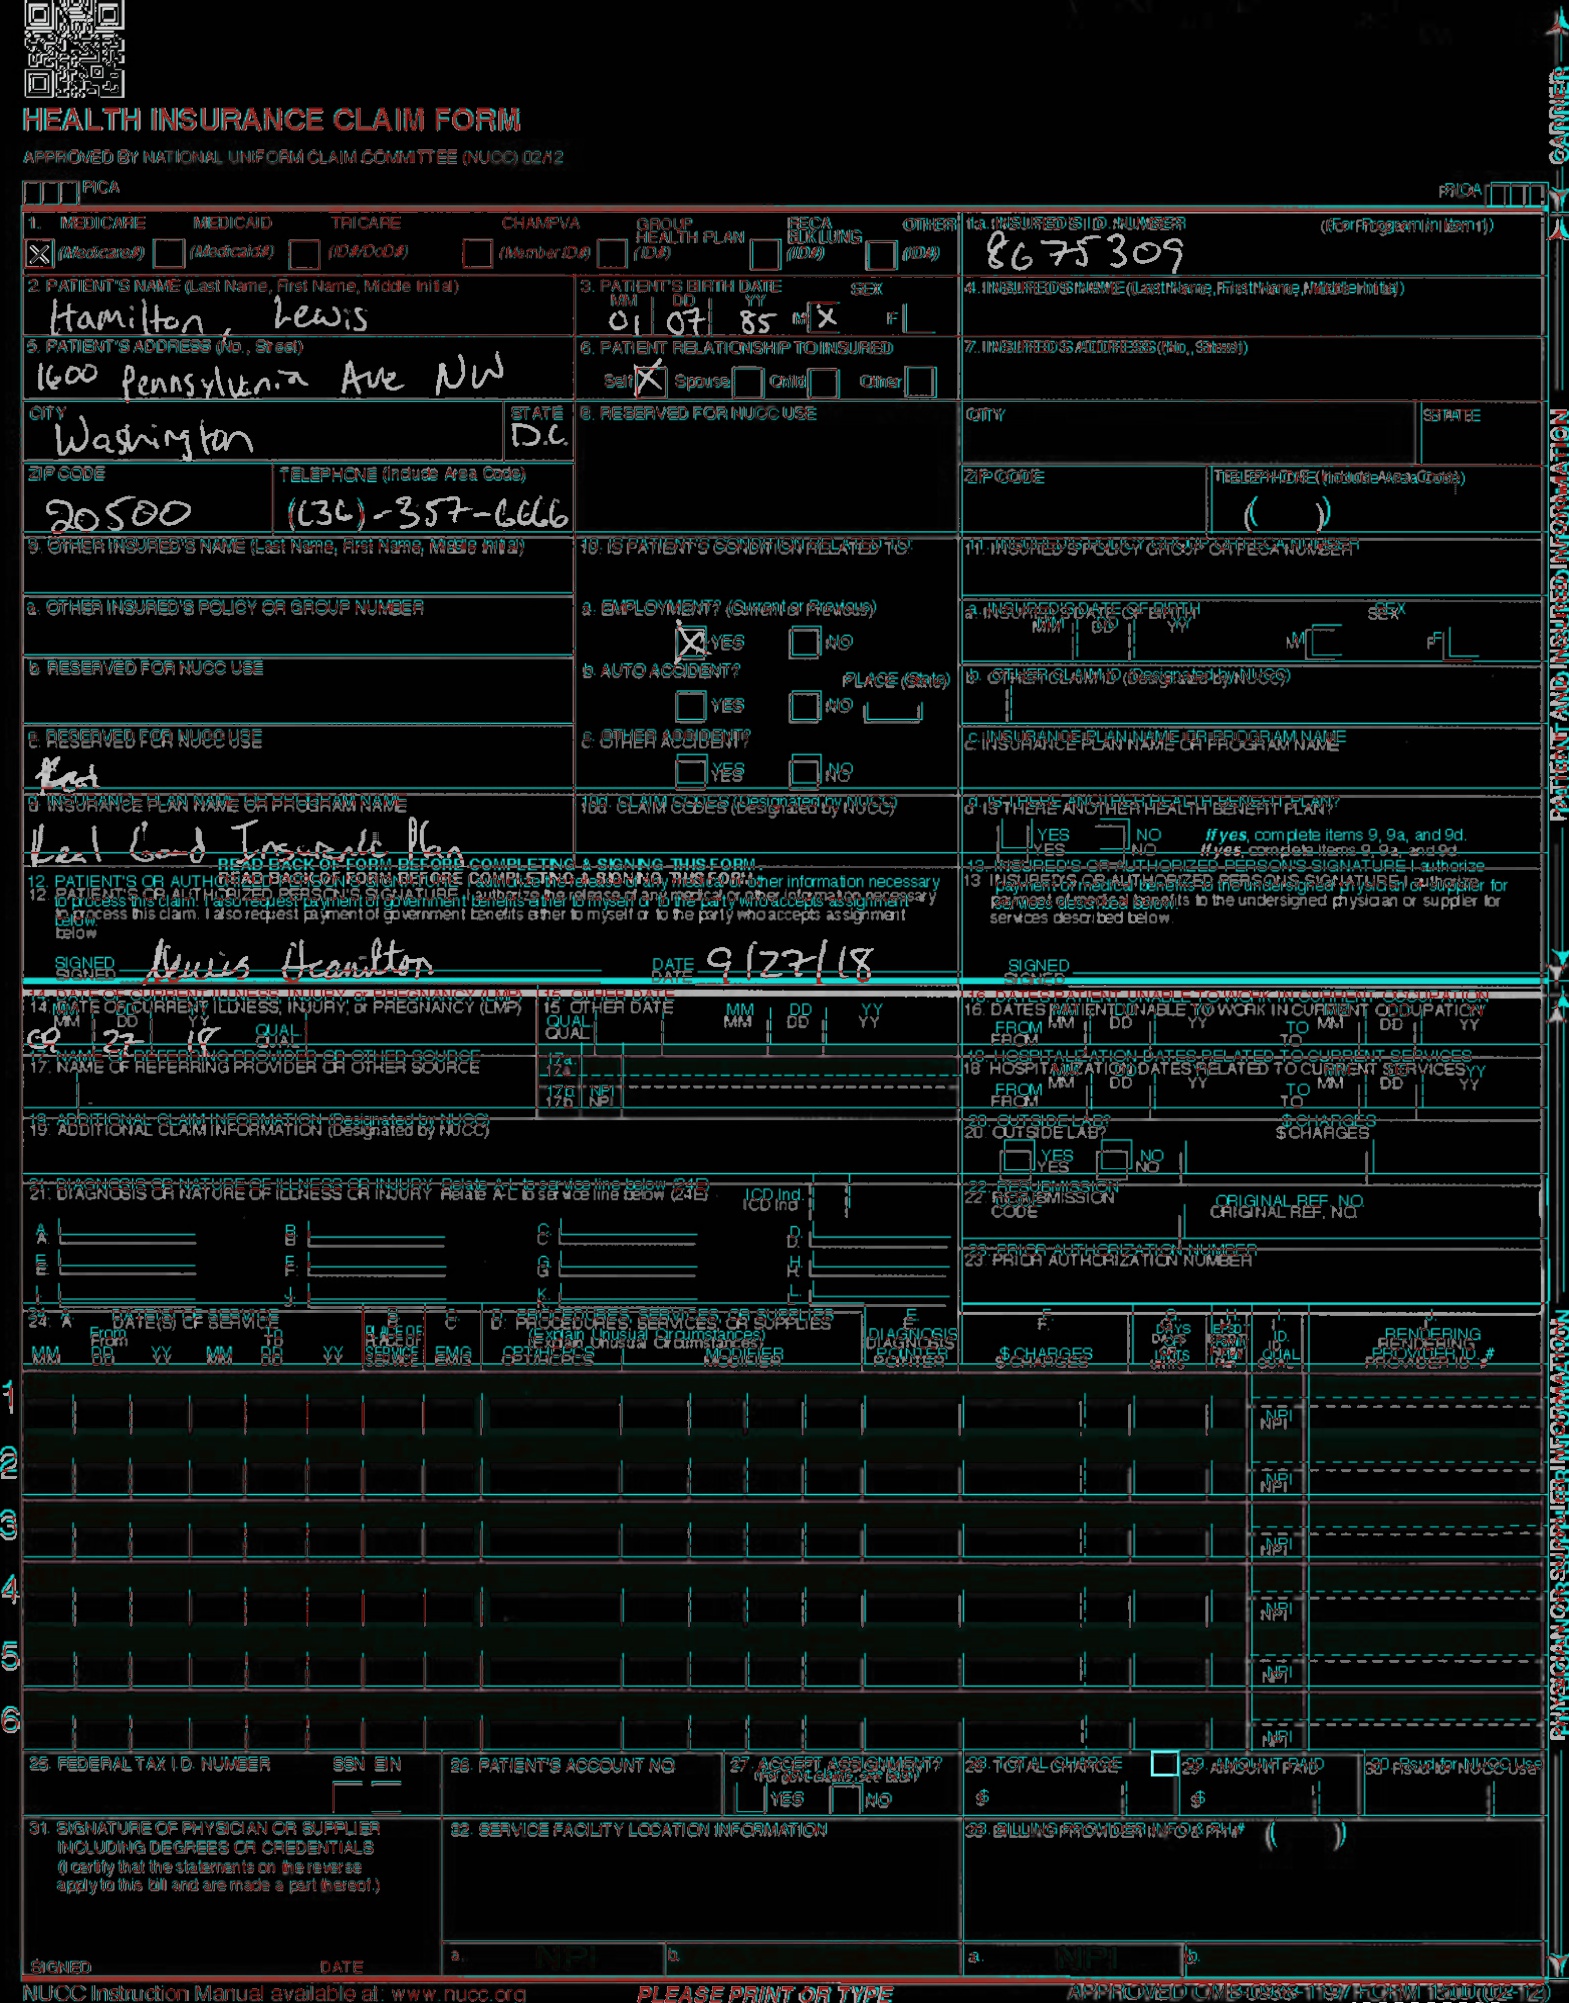 HEALTH INSURANCE CLAIM FORM
APPROVED BY NATIONAL UNIFORM CLAIM COMMITTEE (NUCC) 02/12
PICA PICA
CARRIER
1. MEDICARE MEDICAID TRICARE CHAMPVA GROUP HEALTH PLAN FECA BLK LUNG OTHER
(Medicare#) (Medicaid#) (ID#/DoD#) (Member ID#) (ID#) (ID#) (ID#)
1a. INSURED'S I.D. NUMBER (For Program in Item 1)
8675309
2. PATIENT'S NAME (Last Name, First Name, Middle Initial)
Hamilton, Lewis
3. PATIENT'S BIRTH DATE SEX
MM DD YY
01 07 85 M X F
4. INSURED'S NAME (Last Name, First Name, Middle Initial)
5. PATIENT'S ADDRESS (No., Street)
1600 Pennsylvania Ave NW
6. PATIENT RELATIONSHIP TO INSURED
Self X Spouse Child Other
7. INSURED'S ADDRESS (No., Street)
CITY STATE
Washington D.C.
8. RESERVED FOR NUCC USE
CITY STATE
ZIP CODE TELEPHONE (Include Area Code)
20500
357
ZIP CODE TELEPHONE (Include Area Code)
( )
9. OTHER INSURED'S NAME (Last Name, First Name, Middle Initial)
10. IS PATIENT'S CONDITION RELATED TO:
11. INSURED'S POLICY GROUP OR FECA NUMBER
a. OTHER INSURED'S POLICY OR GROUP NUMBER
a. EMPLOYMENT? (Current or Previous)
X YES NO
a. INSURED'S DATE OF BIRTH SEX
MM DD YY M F
b. RESERVED FOR NUCC USE
b. AUTO ACCIDENT? PLACE (State)
YES NO
b. OTHER CLAIM ID (Designated by NUCC)
c. RESERVED FOR NUCC USE
c. OTHER ACCIDENT?
YES NO
c. INSURANCE PLAN NAME OR PROGRAM NAME
d. INSURANCE PLAN NAME OR PROGRAM NAME
Real Good Insurance Plan
10d. CLAIM CODES (Designated by NUCC)
d. IS THERE ANOTHER HEALTH BENEFIT PLAN?
YES NO If yes, complete items 9, 9a, and 9d.
READ BACK OF FORM BEFORE COMPLETING & SIGNING THIS FORM.
12. PATIENT'S OR AUTHORIZED PERSON'S SIGNATURE I authorize the release of any medical or other information necessary
to process this claim. I also request payment of government benefits either to myself or to the party who accepts assignment
below.
SIGNED Lewis Hamilton DATE 9/27/18
13. INSURED'S OR AUTHORIZED PERSON'S SIGNATURE I authorize
payment of medical benefits to the undersigned physician or supplier for
services described below.
SIGNED
PATIENT AND INSURED INFORMATION
14. DATE OF CURRENT ILLNESS, INJURY, or PREGNANCY (LMP)
MM DD YY QUAL.
09 27 18
15. OTHER DATE
QUAL. MM DD YY
16. DATES PATIENT UNABLE TO WORK IN CURRENT OCCUPATION
FROM MM DD YY TO MM DD YY
17. NAME OF REFERRING PROVIDER OR OTHER SOURCE
17a.
17b. NPI
18. HOSPITALIZATION DATES RELATED TO CURRENT SERVICES
FROM MM DD YY TO MM DD YY
19. ADDITIONAL CLAIM INFORMATION (Designated by NUCC)
20. OUTSIDE LAB? $ CHARGES
YES NO
21. DIAGNOSIS OR NATURE OF ILLNESS OR INJURY Relate A-L to service line below (24E) ICD Ind.
A. B. C. D.
E. F. G. H.
I. J. K. L.
22. RESUBMISSION CODE ORIGINAL REF. NO.
23. PRIOR AUTHORIZATION NUMBER
24. A. DATE(S) OF SERVICE
From To
MM DD YY MM DD YY
B. PLACE OF SERVICE
C. EMG
D. PROCEDURES, SERVICES, OR SUPPLIES
(Explain Unusual Circumstances)
CPT/HCPCS MODIFIER
E. DIAGNOSIS POINTER
F. $ CHARGES
G. DAYS OR UNITS
I. ID. QUAL.
J. RENDERING PROVIDER ID. #
1 NPI
2 NPI
3 NPI
4 NPI
5 NPI
6 NPI
PHYSICIAN OR SUPPLIER INFORMATION
25. FEDERAL TAX I.D. NUMBER SSN EIN
26. PATIENT'S ACCOUNT NO.
27. ACCEPT ASSIGNMENT?
(For govt. claims, see back)
YES NO
28. TOTAL CHARGE
$
29. AMOUNT PAID
$
30. Rsvd for NUCC Use
31. SIGNATURE OF PHYSICIAN OR SUPPLIER
INCLUDING DEGREES OR CREDENTIALS
(I certify that the statements on the reverse
apply to this bill and are made a part thereof.)
SIGNED DATE
32. SERVICE FACILITY LOCATION INFORMATION
a. NPI b.
33. BILLING PROVIDER INFO & PH# ( )
a. NPI b.
NUCC Instruction Manual available at: www.nucc.org
PLEASE PRINT OR TYPE
APPROVED OMB-0938-1197 FORM 1500 (02-12)